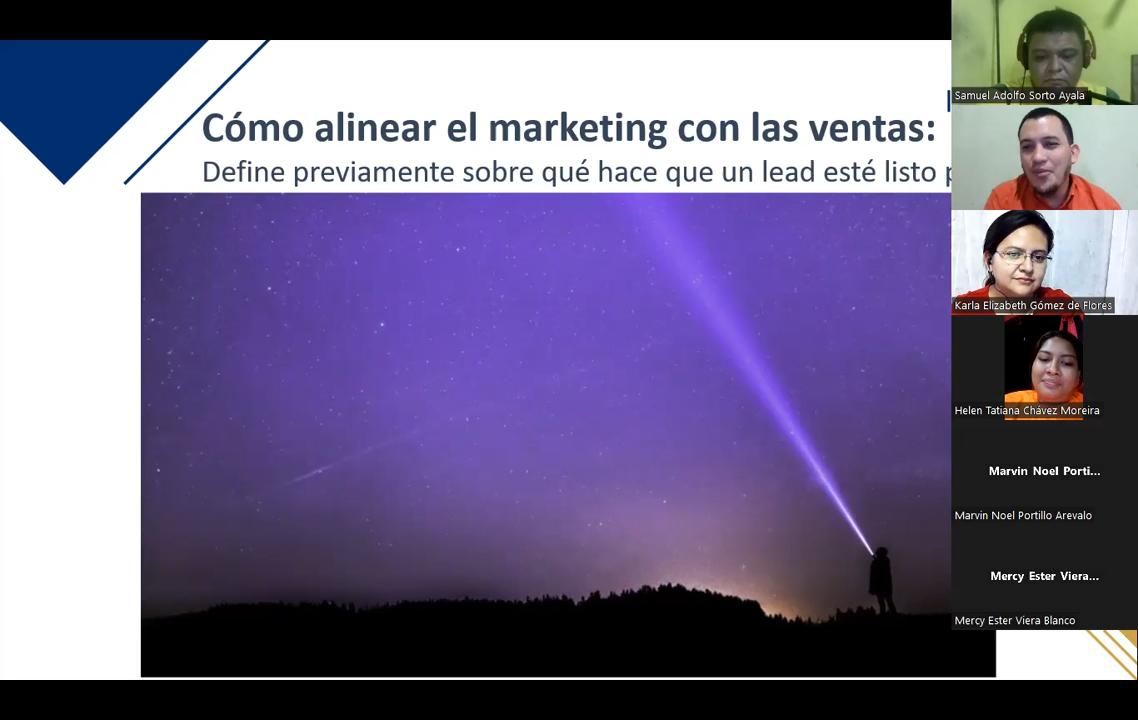 Cómo alinear el marketing con las ventas:
Define previamente sobre qué hace que un lead esté listo
Samuel Adolfo Sorto Ayala
Karla Elizabeth Gómez de Flores
Helen Tatiana Chávez Moreira
Marvin Noel Porti...
Marvin Noel Portillo Arevalo
Mercy Ester Viera...
Mercy Ester Viera Blanco